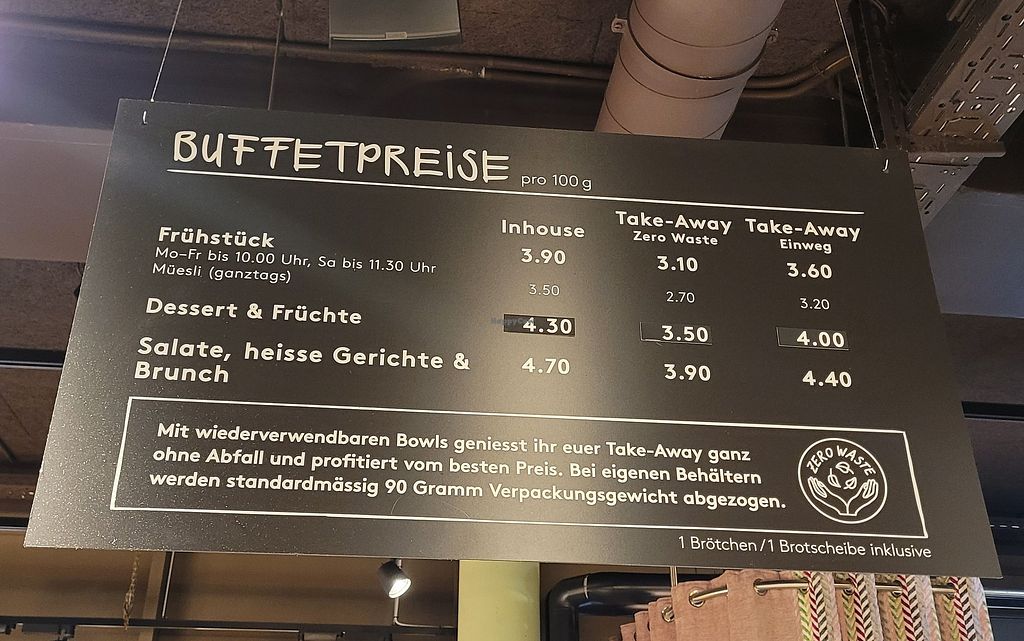 BUFFETPREISE pro 100 g
Inhouse Take-Away Take-Away
Zero Waste Einweg
Frühstück 3.90 3.10 3.60
Mo–Fr bis 10.00 Uhr, Sa bis 11.30 Uhr
Müesli (ganztags) 3.50 2.70 3.20
Dessert & Früchte 4.30 3.50 4.00
Salate, heisse Gerichte & 4.70 3.90 4.40
Brunch
Mit wiederverwendbaren Bowls geniesst ihr euer Take-Away ganz
ohne Abfall und profitiert vom besten Preis. Bei eigenen Behältern
werden standardmässig 90 Gramm Verpackungsgewicht abgezogen.
ZERO WASTE
1 Brötchen / 1 Brotscheibe inklusive